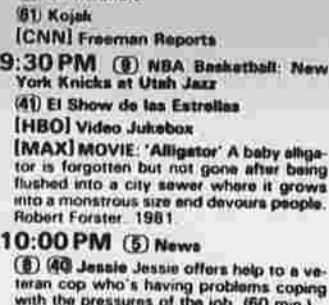 (61) Kojak
[CNN] Freeman Reports
9:30 PM (9) NBA Basketball: New
York Knicks at Utah Jazz
(41) El Show de las Estrellas
[HBO] Video Jukebox
[MAX] MOVIE: 'Alligator' A baby alliga-
tor is forgotten but not gone after being
flushed into a city sewer where it grows
into a monstrous size and devours people.
Robert Forster. 1981
10:00 PM (5) News
(8) (40) Jessie Jessie offers help to a ve-
teran cop who's having problems coping
with the pressures of the job. (60 min.)